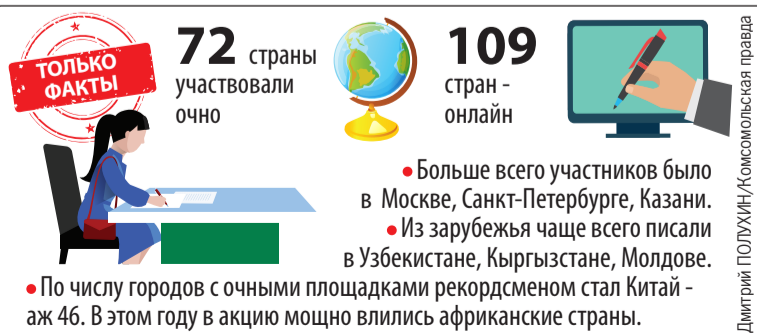 ТОЛЬКО
ФАКТЫ
72 страны
участвовали
очно
109
стран -
онлайн
• Больше всего участников было
в Москве, Санкт-Петербурге, Казани.
• Из зарубежья чаще всего писали
в Узбекистане, Кыргызстане, Молдове.
• По числу городов с очными площадками рекордсменом стал Китай -
аж 46. В этом году в акцию мощно влились африканские страны.
Дмитрий ПОЛУХИН/Комсомольская правда